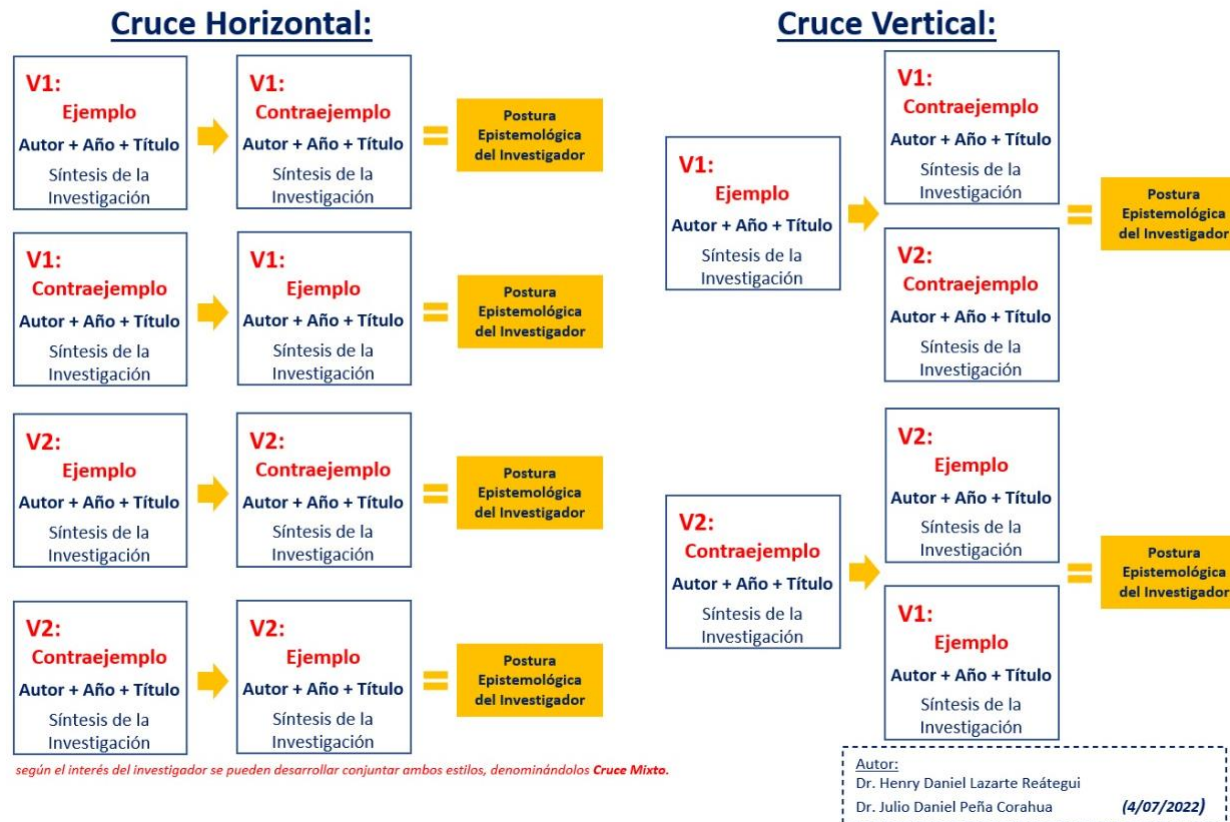 Cruce Horizontal:
V1:
Ejemplo
Autor + Año + Título
Síntesis de la
Investigación
V1:
Contraejemplo
Autor + Año + Título
Síntesis de la
Investigación
Postura
Epistemológica
del Investigador
V1:
Contraejemplo
Autor + Año + Título
Síntesis de la
Investigación
V1:
Ejemplo
Autor + Año + Título
Síntesis de la
Investigación
Postura
Epistemológica
del Investigador
V2:
Ejemplo
Autor + Año + Título
Síntesis de la
Investigación
V2:
Contraejemplo
Autor + Año + Título
Síntesis de la
Investigación
Postura
Epistemológica
del Investigador
V2:
Contraejemplo
Autor + Año + Título
Síntesis de la
Investigación
V2:
Ejemplo
Autor + Año + Título
Síntesis de la
Investigación
Postura
Epistemológica
del Investigador
según el interés del investigador se pueden desarrollar conjuntar ambos estilos, denominándolos Cruce Mixto.
Cruce Vertical:
V1:
Ejemplo
Autor + Año + Título
Síntesis de la
Investigación
V1:
Contraejemplo
Autor + Año + Título
Síntesis de la
Investigación
V2:
Contraejemplo
Autor + Año + Título
Síntesis de la
Investigación
Postura
Epistemológica
del Investigador
V2:
Contraejemplo
Autor + Año + Título
Síntesis de la
Investigación
V2:
Ejemplo
Autor + Año + Título
Síntesis de la
Investigación
V1:
Ejemplo
Autor + Año + Título
Síntesis de la
Investigación
Postura
Epistemológica
del Investigador
Autor:
Dr. Henry Daniel Lazarte Reátegui
Dr. Julio Daniel Peña Corahua (4/07/2022)